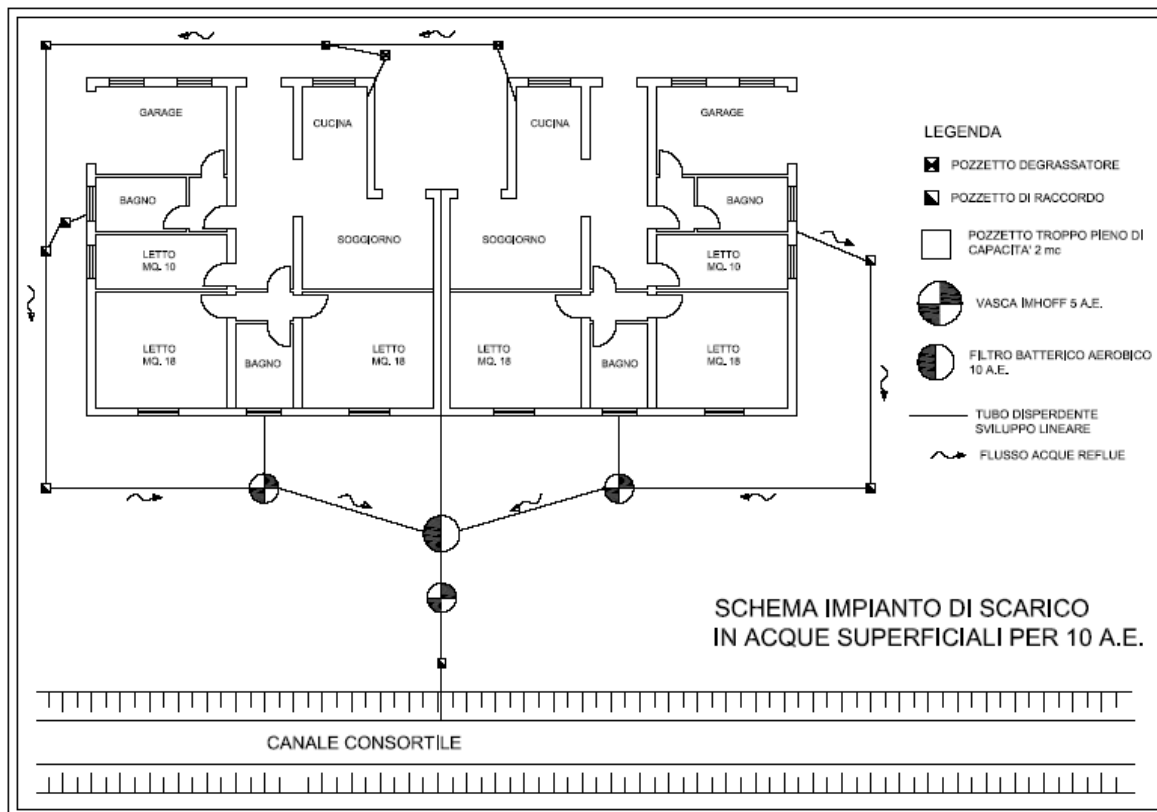 GARAGE
CUCINA
CUCINA
GARAGE
BAGNO
BAGNO
SOGGIORNO
SOGGIORNO
LETTO
MQ. 10
LETTO
MQ. 10
LETTO
MQ. 18
BAGNO
LETTO
MQ. 18
LETTO
MQ. 18
BAGNO
LETTO
MQ. 18
LEGENDA
POZZETTO DEGRASSATORE
POZZETTO DI RACCORDO
POZZETTO TROPPO PIENO DI
CAPACITA' 2 mc
VASCA IMHOFF 5 A.E.
FILTRO BATTERICO AEROBICO
10 A.E.
TUBO DISPERDENTE
SVILUPPO LINEARE
FLUSSO ACQUE REFLUE
SCHEMA IMPIANTO DI SCARICO
IN ACQUE SUPERFICIALI PER 10 A.E.
CANALE CONSORTILE